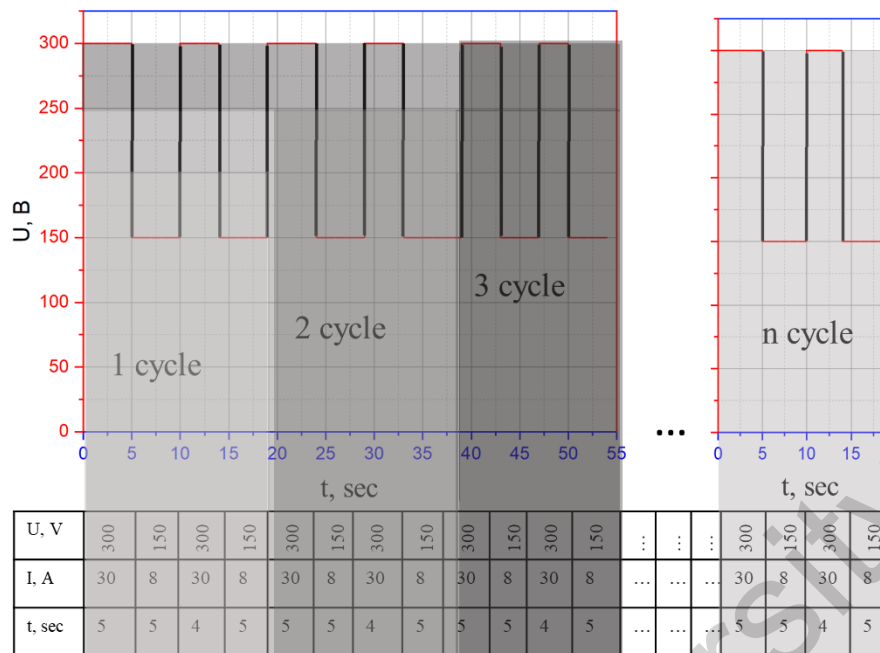 300
250
200
150
100
50
0
U, B
1 cycle
2 cycle
3 cycle
n cycle
0 5 10 15 20 25 30 35 40 45 50 55
...
0 5 10 15
t, sec
t, sec
U, V 300 150 300 150 300 150 300 150 300 150 300 150 ... ... ... 300 150 300 150
I, A 30 8 30 8 30 8 30 8 30 8 30 8 ... ... ... 30 8 30 8
t, sec 5 5 4 5 5 5 4 5 5 5 4 5 ... ... ... 5 5 4 5